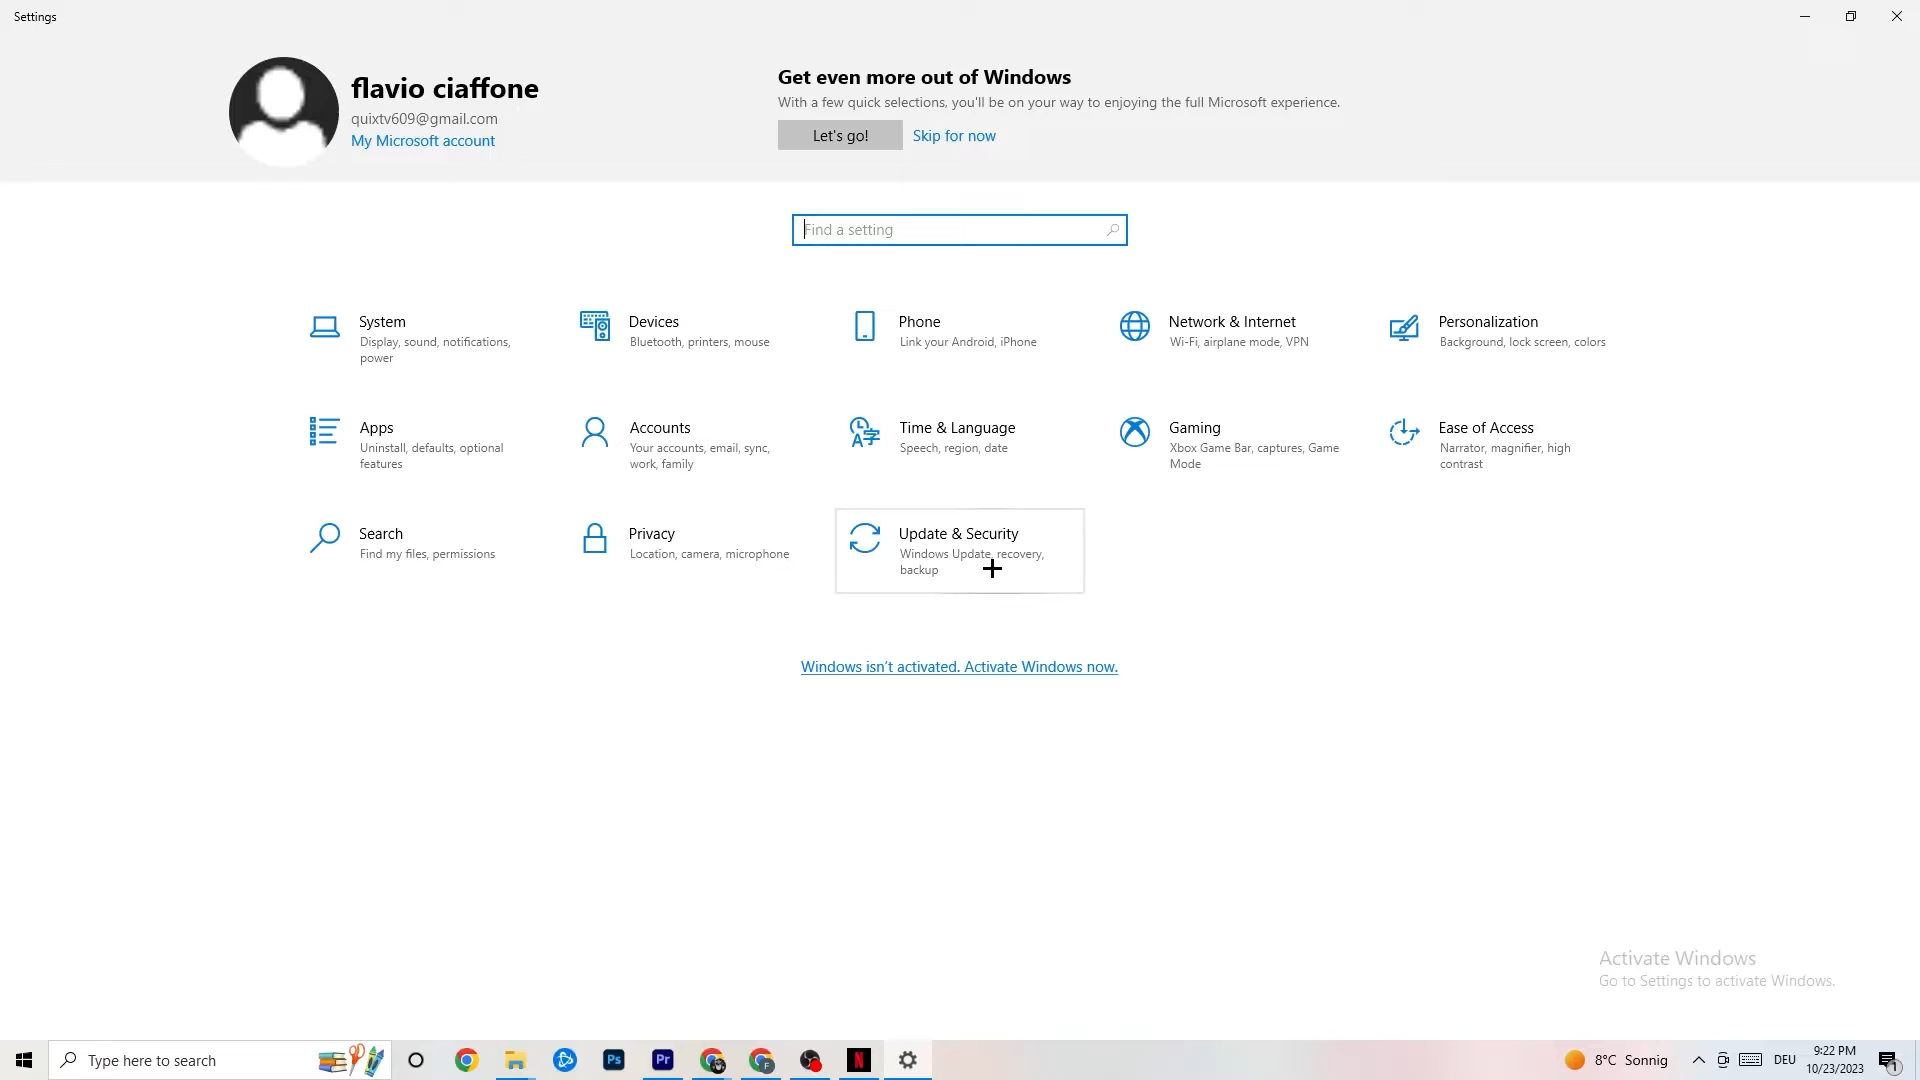 Settings
flavio ciaffone
quixtv609@gmail.com
My Microsoft account
Get even more out of Windows
With a few quick selections, you'll be on your way to enjoying the full Microsoft experience.
Let's go!
Skip for now
Find a setting
System
Display, sound, notifications,
power
Devices
Bluetooth, printers, mouse
Phone
Link your Android, iPhone
Network & Internet
Wi-Fi, airplane mode, VPN
Personalization
Background, lock screen, colors
Apps
Uninstall, defaults, optional
features
Accounts
Your accounts, email, sync,
work, family
Time & Language
Speech, region, date
Gaming
Xbox Game Bar, captures, Game
Mode
Ease of Access
Narrator, magnifier, high
contrast
Search
Find my files, permissions
Privacy
Location, camera, microphone
Update & Security
Windows Update, recovery,
backup
Windows isn't activated. Activate Windows now.
Activate Windows
Go to Settings to activate Windows.
Type here to search
Ps
Pr
F
N
8°C Sonnig
DEU
9:22 PM
10/23/2023
1